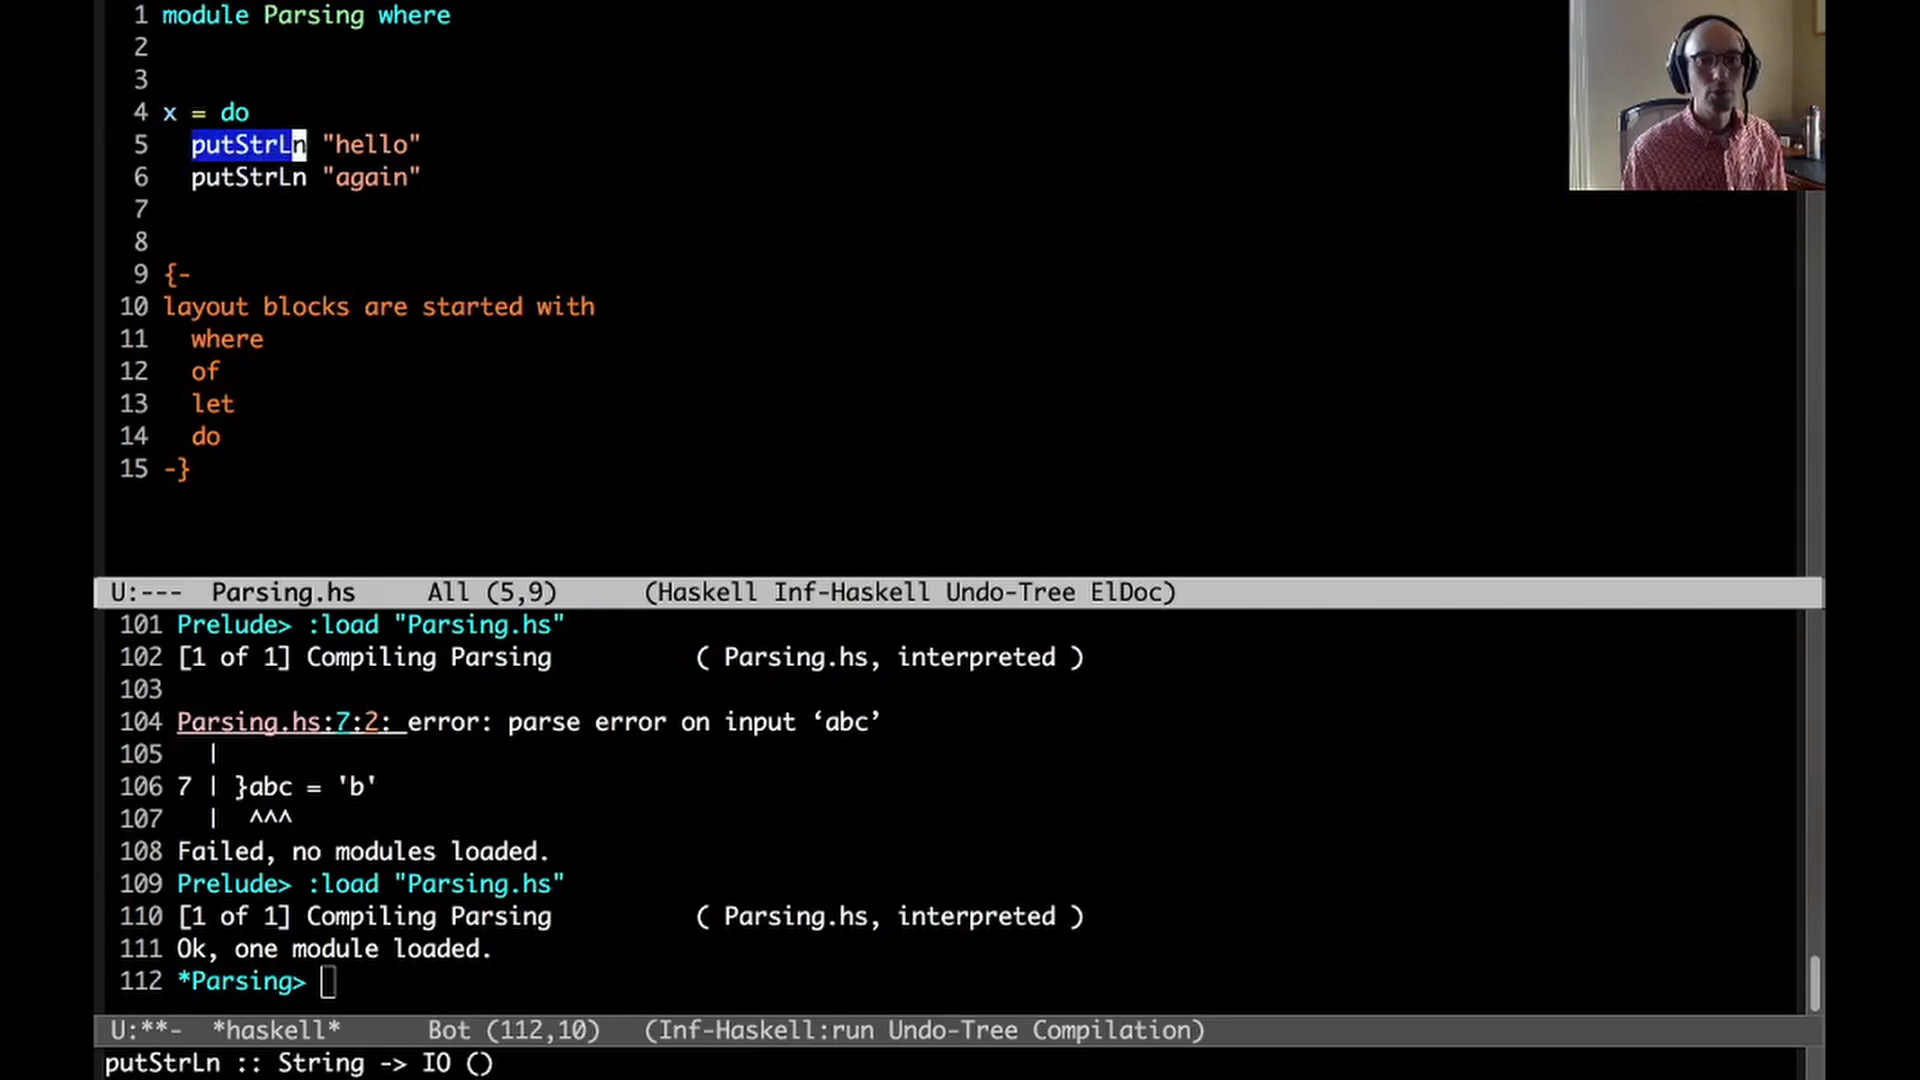 1 module Parsing where
2
3
4 x = do
5   putStrLn "hello"
6   putStrLn "again"
7
8
9 {-
10 layout blocks are started with
11   where
12   of
13   let
14   do
15 -}
U:---  Parsing.hs     All (5,9)      (Haskell Inf-Haskell Undo-Tree ElDoc)
101 Prelude> :load "Parsing.hs"
102 [1 of 1] Compiling Parsing          ( Parsing.hs, interpreted )
103
104 Parsing.hs:7:2: error: parse error on input ‘abc’
105   |
106 7 | }abc = 'b'
107   |  ^^^
108 Failed, no modules loaded.
109 Prelude> :load "Parsing.hs"
110 [1 of 1] Compiling Parsing          ( Parsing.hs, interpreted )
111 Ok, one module loaded.
112 *Parsing>
U:**-  *haskell*      Bot (112,10)   (Inf-Haskell:run Undo-Tree Compilation)
putStrLn :: String -> IO ()